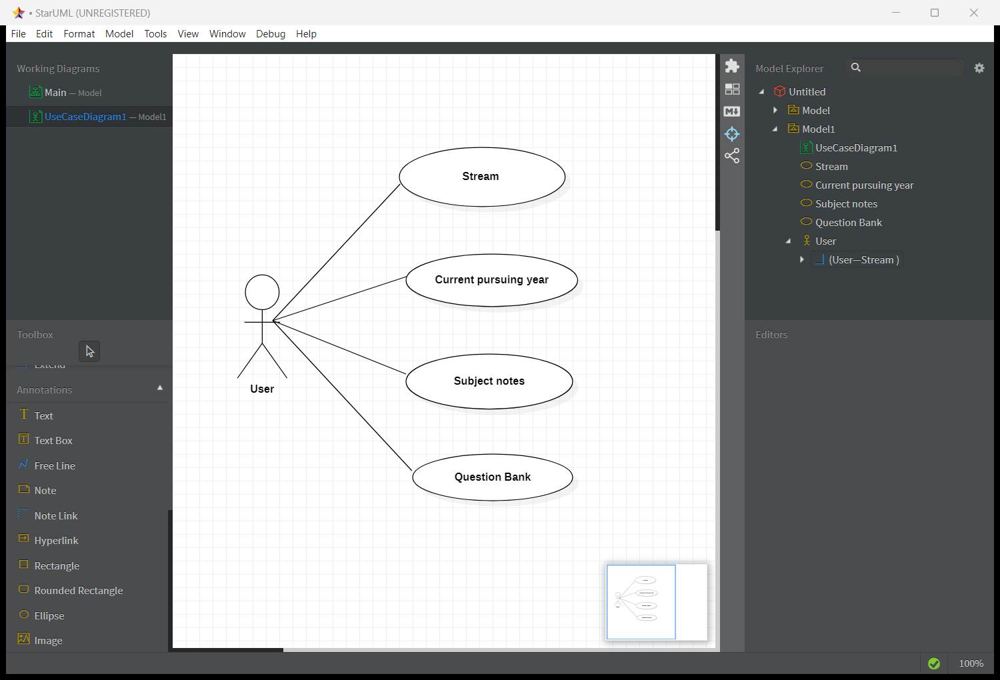 • StarUML (UNREGISTERED)
File Edit Format Model Tools View Window Debug Help
Working Diagrams
Main — Model
UseCaseDiagram1 — Model1
Toolbox
Extend
Annotations
Text
Text Box
Free Line
Note
Note Link
Hyperlink
Rectangle
Rounded Rectangle
Ellipse
Image
Stream
Current pursuing year
User
Subject notes
Question Bank
Model Explorer
Untitled
Model
Model1
UseCaseDiagram1
Stream
Current pursuing year
Subject notes
Question Bank
User
(User—Stream )
Editors
100%